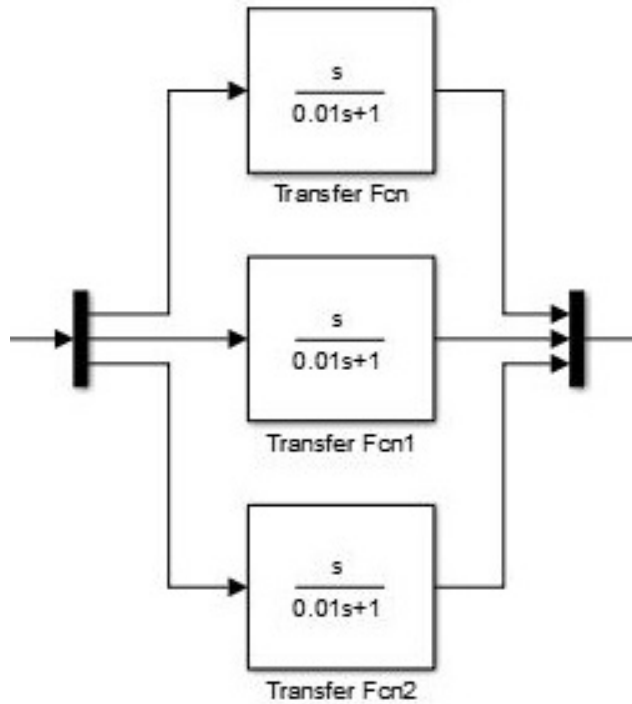 s
0.01s+1
Transfer Fcn
s
0.01s+1
Transfer Fcn1
s
0.01s+1
Transfer Fcn2